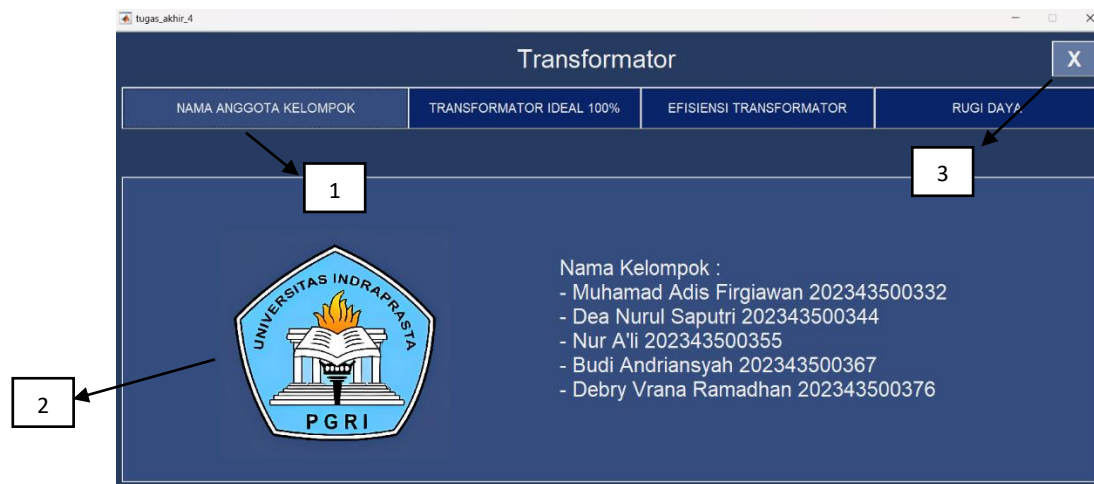 tugas_akhir_4
Transformator
X
NAMA ANGGOTA KELOMPOK
TRANSFORMATOR IDEAL 100%
EFISIENSI TRANSFORMATOR
RUGI DAYA
1
3
2
UNIVERSITAS INDRAPRASTA
PGRI
Nama Kelompok :
- Muhamad Adis Firgiawan 202343500332
- Dea Nurul Saputri 202343500344
- Nur A'li 202343500355
- Budi Andriansyah 202343500367
- Debry Vrana Ramadhan 202343500376